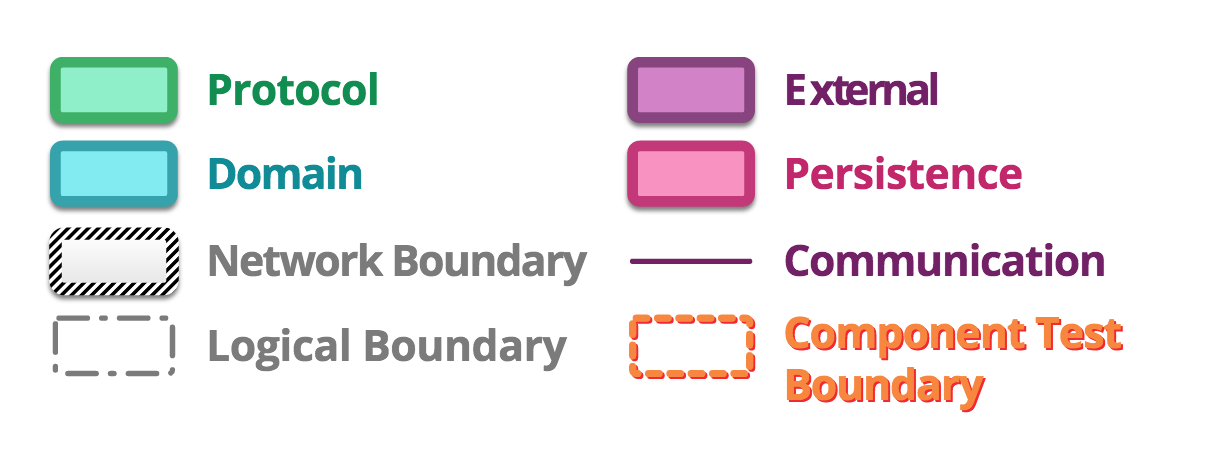 Protocol
External
Domain
Persistence
Network Boundary
Communication
Logical Boundary
Component Test
Boundary